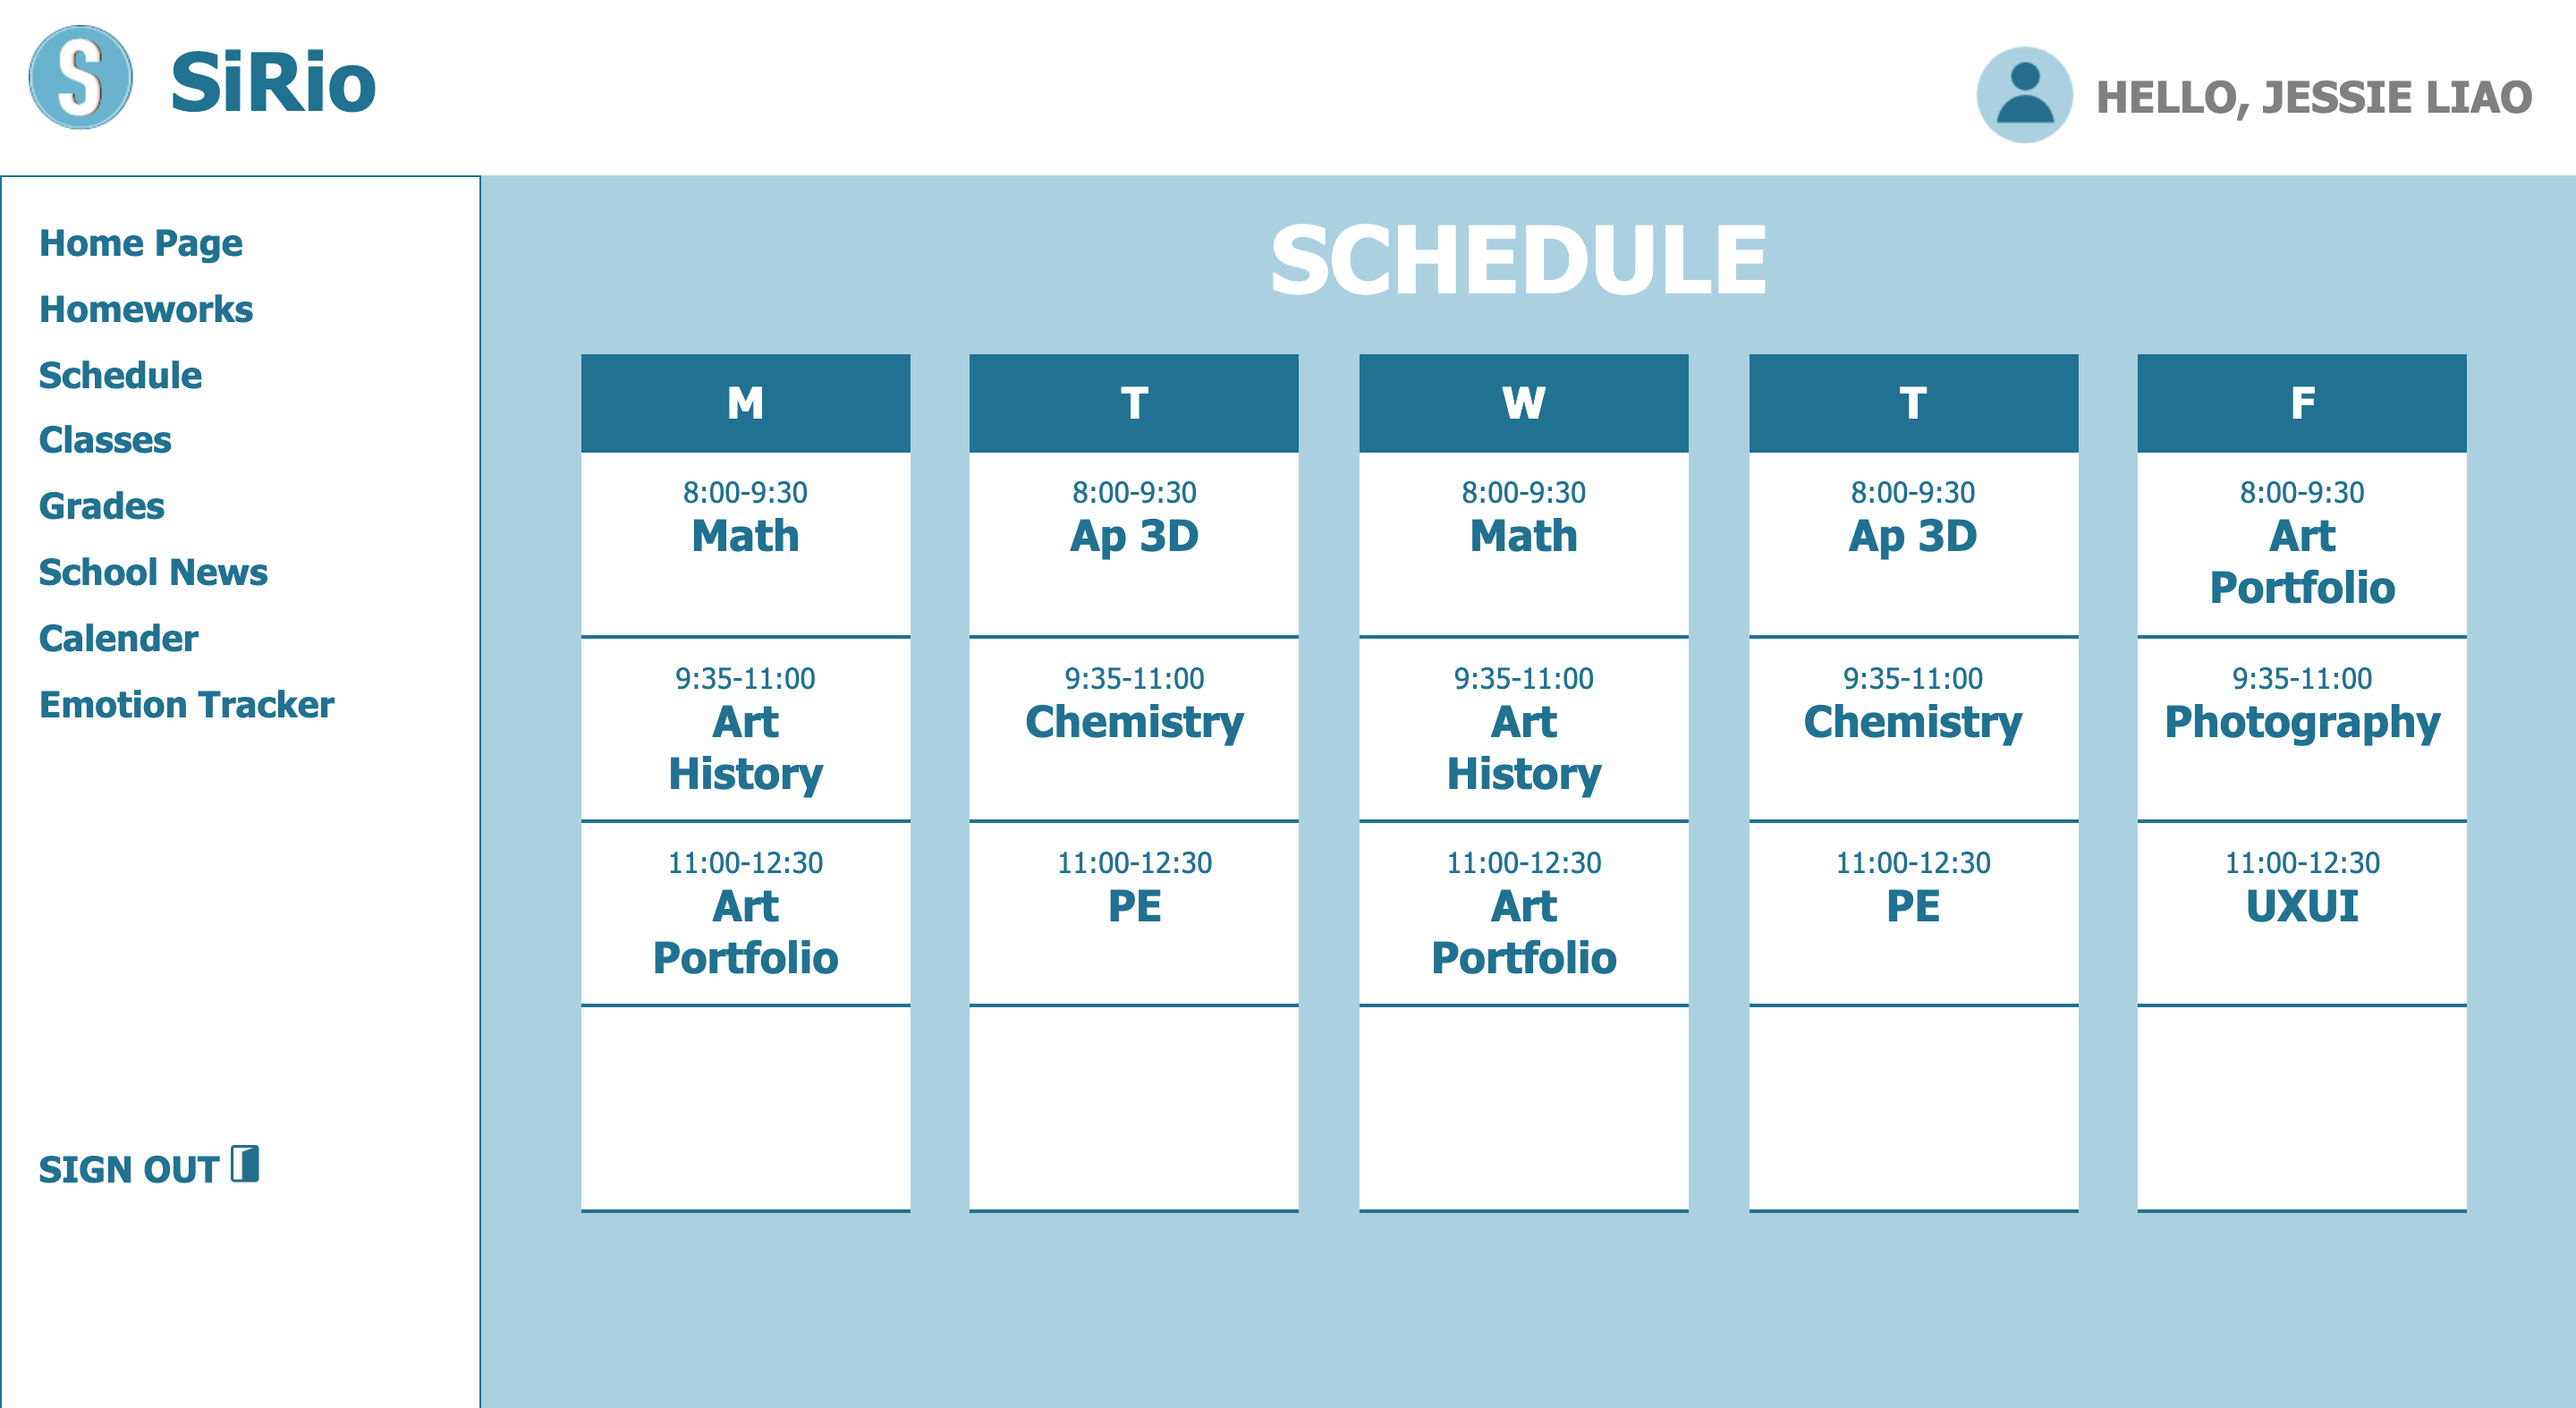 S
SiRio
HELLO, JESSIE LIAO
Home Page
Homeworks
Schedule
Classes
Grades
School News
Calender
Emotion Tracker
SIGN OUT
SCHEDULE
M
8:00-9:30
Math
9:35-11:00
Art
History
11:00-12:30
Art
Portfolio
T
8:00-9:30
Ap 3D
9:35-11:00
Chemistry
11:00-12:30
PE
W
8:00-9:30
Math
9:35-11:00
Art
History
11:00-12:30
Art
Portfolio
T
8:00-9:30
Ap 3D
9:35-11:00
Chemistry
11:00-12:30
PE
F
8:00-9:30
Art
Portfolio
9:35-11:00
Photography
11:00-12:30
UXUI